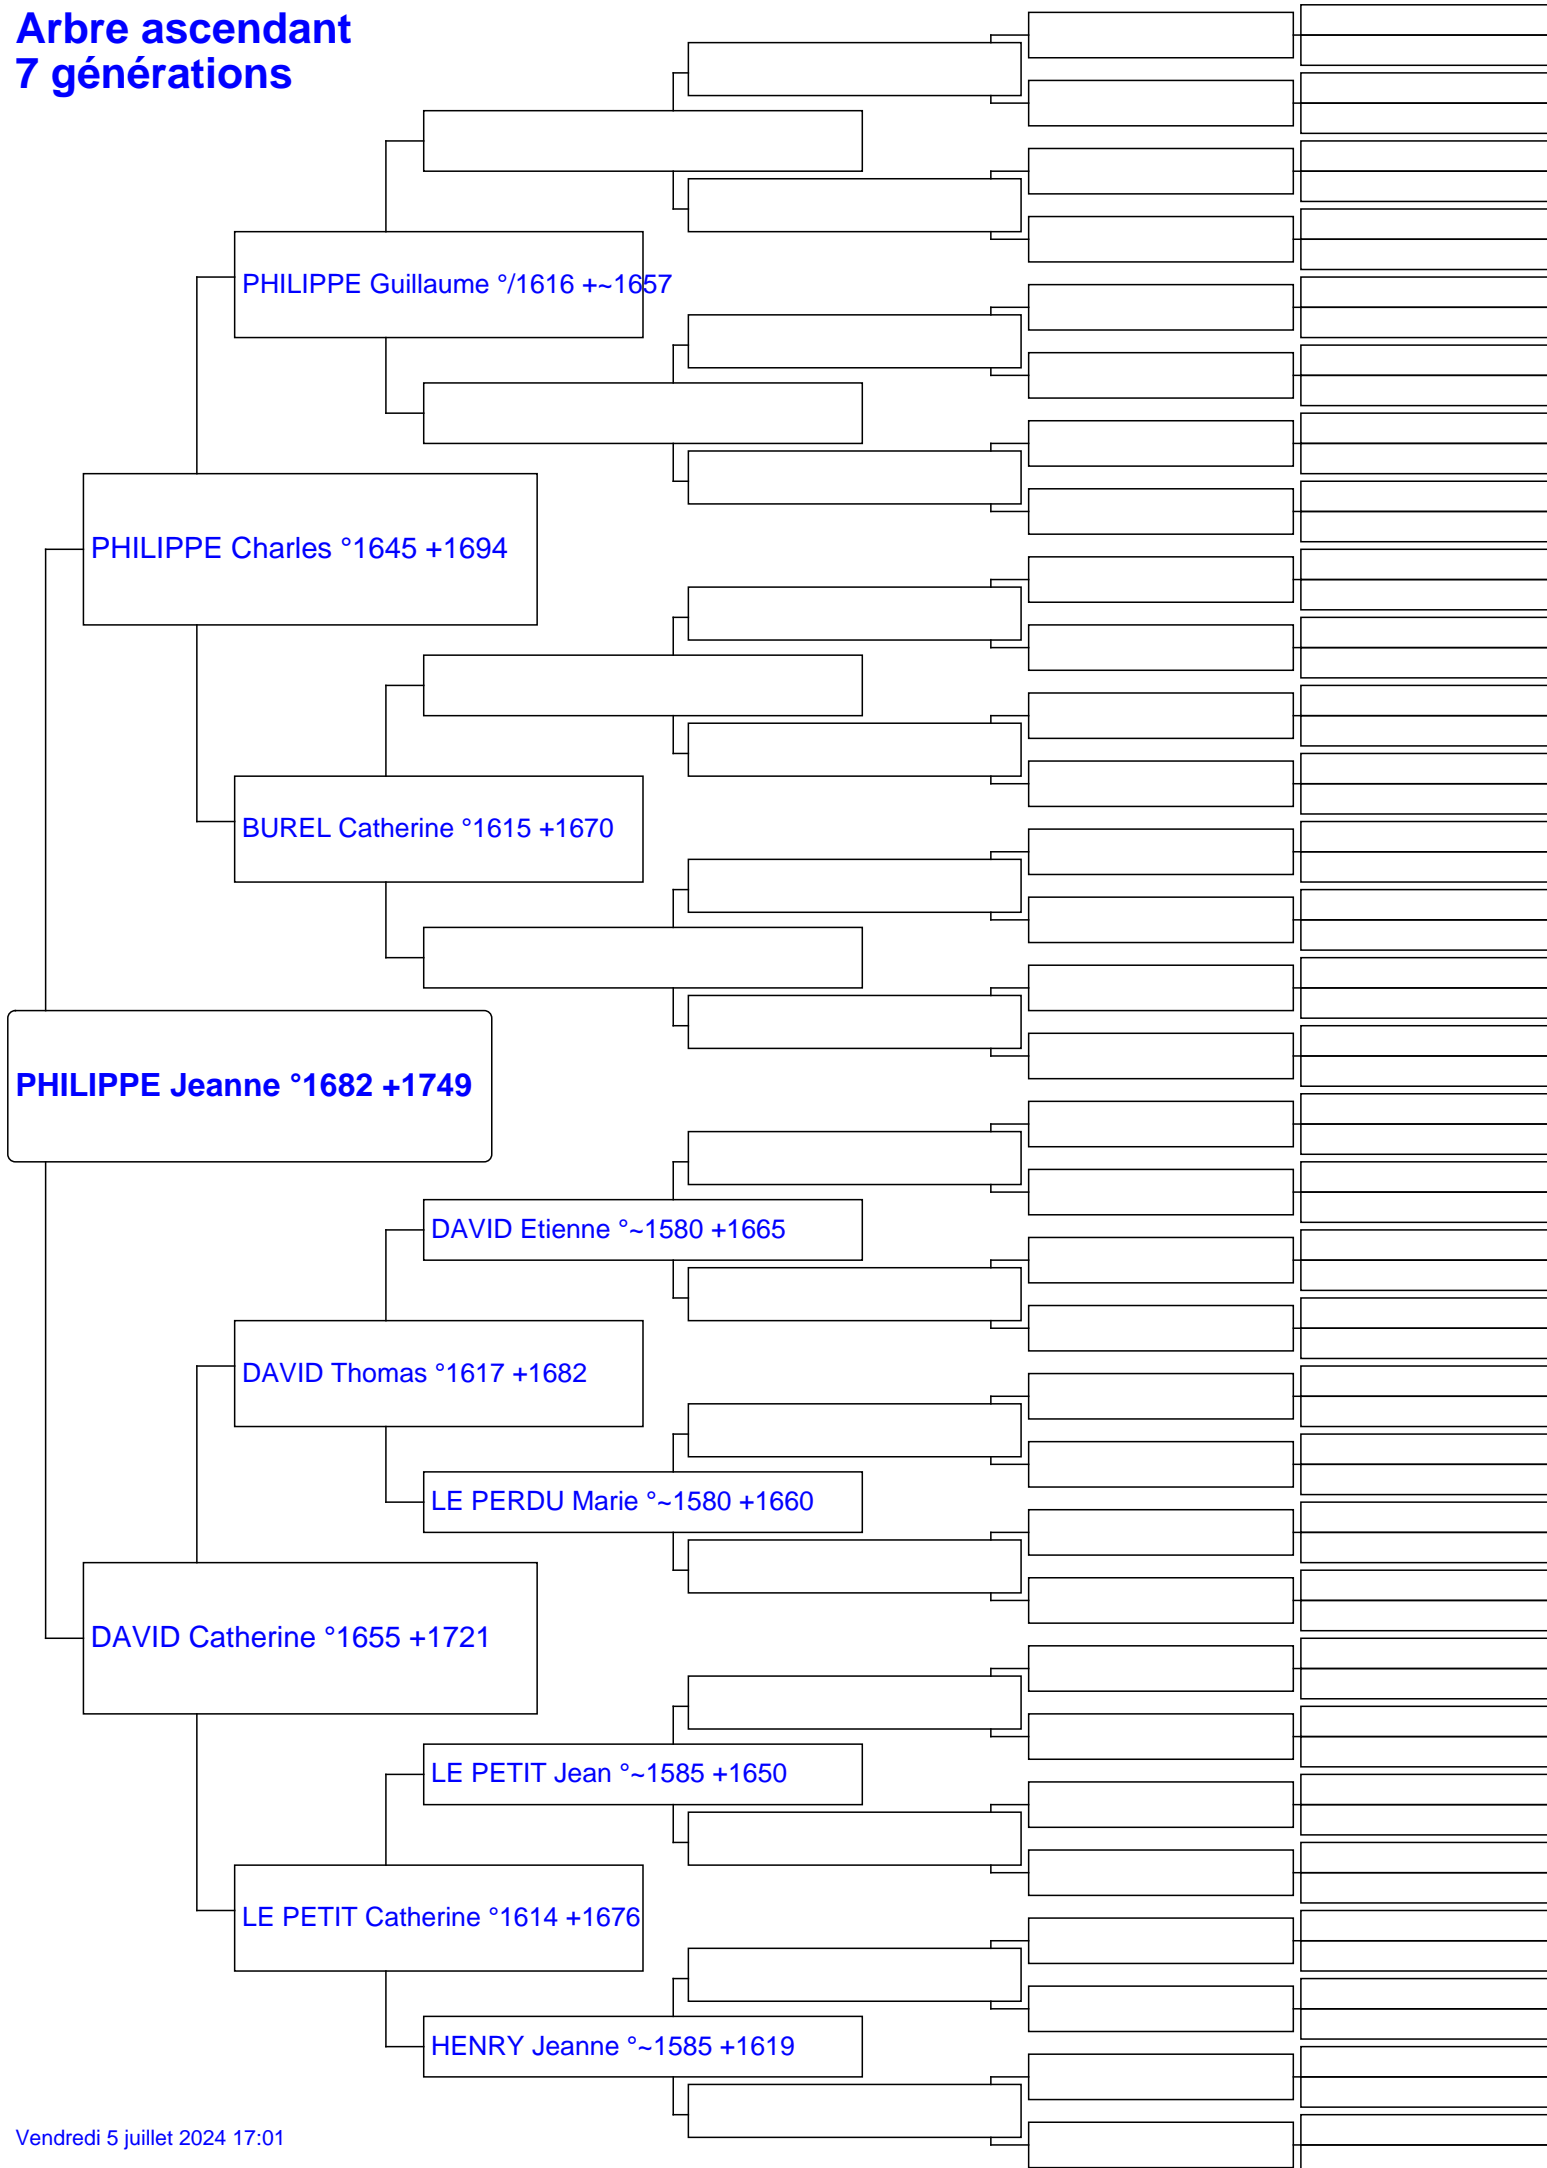 Arbre ascendant
7 générations
PHILIPPE Guillaume °/1616 +~1657
PHILIPPE Charles °1645 +1694
BUREL Catherine °1615 +1670
PHILIPPE Jeanne °1682 +1749
DAVID Etienne °~1580 +1665
DAVID Thomas °1617 +1682
LE PERDU Marie °~1580 +1660
DAVID Catherine °1655 +1721
LE PETIT Jean °~1585 +1650
LE PETIT Catherine °1614 +1676
HENRY Jeanne °~1585 +1619
Vendredi 5 juillet 2024 17:01